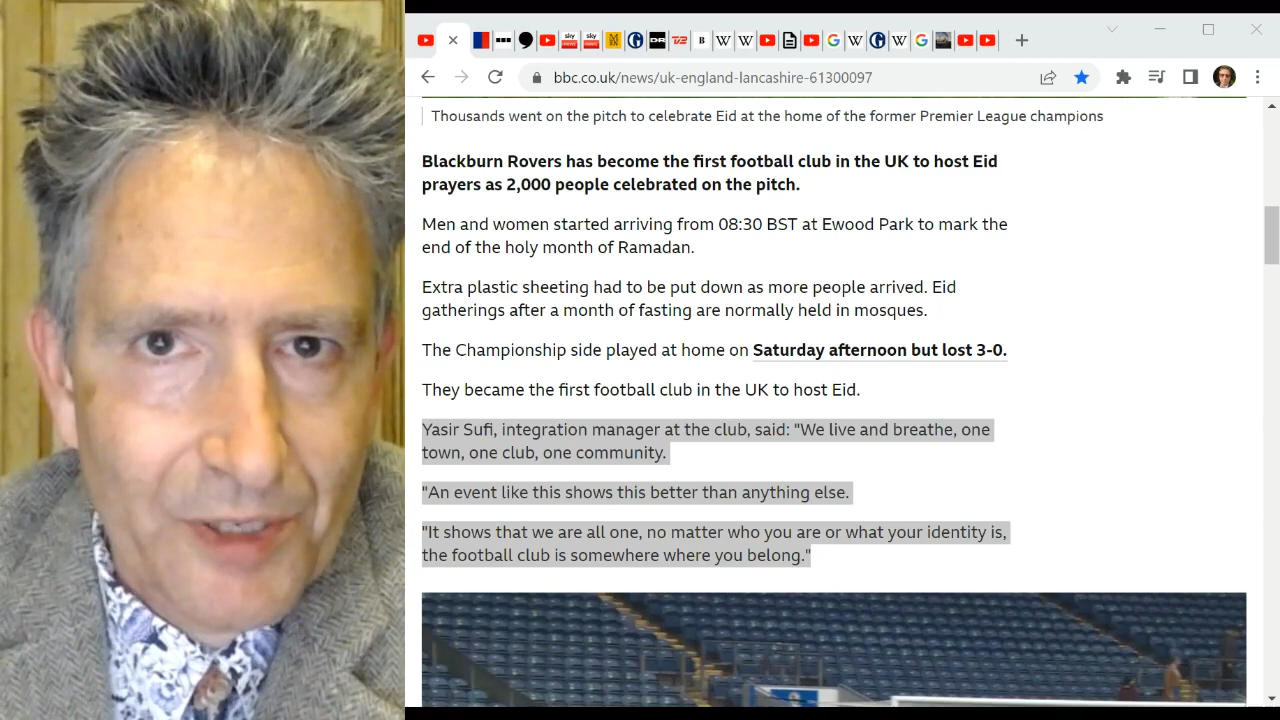 sky
news
sky
news
DR
TV2
B
W
W
G
W
W
G
bbc.co.uk/news/uk-england-lancashire-61300097
Thousands went on the pitch to celebrate Eid at the home of the former Premier League champions
Blackburn Rovers has become the first football club in the UK to host Eid
prayers as 2,000 people celebrated on the pitch.
Men and women started arriving from 08:30 BST at Ewood Park to mark the
end of the holy month of Ramadan.
Extra plastic sheeting had to be put down as more people arrived. Eid
gatherings after a month of fasting are normally held in mosques.
The Championship side played at home on Saturday afternoon but lost 3-0.
They became the first football club in the UK to host Eid.
Yasir Sufi, integration manager at the club, said: "We live and breathe, one
town, one club, one community.
"An event like this shows this better than anything else.
"It shows that we are all one, no matter who you are or what your identity is,
the football club is somewhere where you belong."